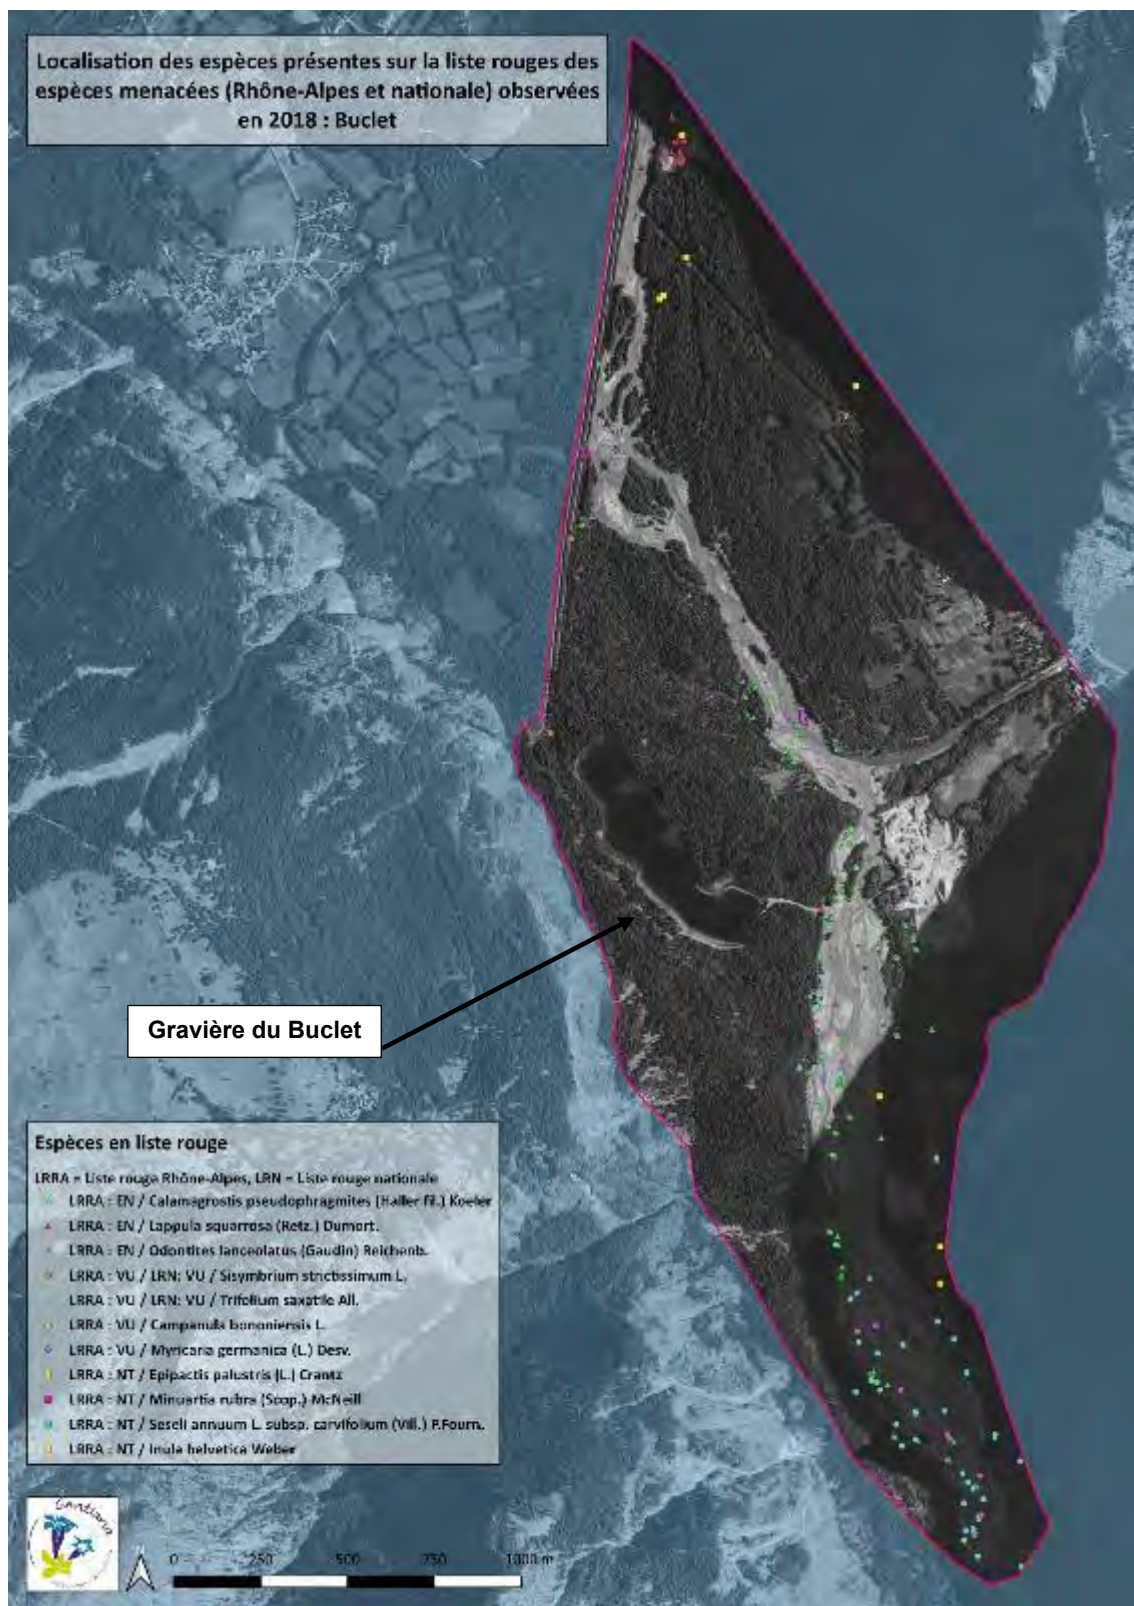 Localisation des espèces présentes sur la liste rouges des
espèces menacées (Rhône-Alpes et nationale) observées
en 2018 : Buclet
Gravière du Buclet
Espèces en liste rouge
LRRA = Liste rouge Rhône-Alpes, LRN = Liste rouge nationale
LRRA : EN / Calamagrostis pseudophragmites (Haller fil.) Koeler
LRRA : EN / Lappula squarrosa (Retz.) Dumort.
LRRA : EN / Odontites lanceolatus (Gaudin) Reichenb.
LRRA : VU / LRN: VU / Sisymbrium strictissimum L.
LRRA : VU / LRN: VU / Trifolium saxatile All.
LRRA : VU / Campanula bononiensis L.
LRRA : VU / Myricaria germanica (L.) Desv.
LRRA : NT / Epipactis palustris (L.) Crantz
LRRA : NT / Minuartia rubra (Scop.) McNeill
LRRA : NT / Seseli annuum L. subsp. carvifolium (Vill.) P.Fourn.
LRRA : NT / Inula helvetica Weber
Gentiana
N
0 250 500 750 1000 m